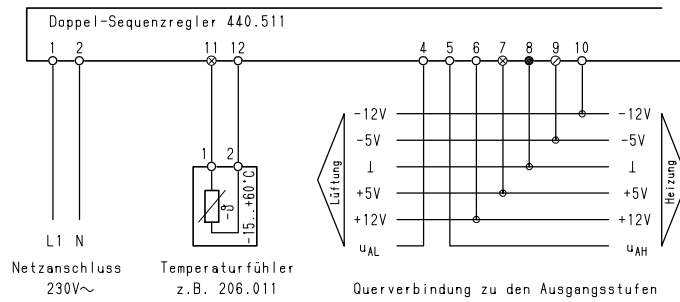 Doppel-Sequenzregler 440.511
1 2 11 12 4 5 6 7 8 9 10
-12V -12V
-5V -5V
1 2
⊥ ⊥
+5V +5V
+12V +12V
uAL uAH
Lüftung
Heizung
-ϑ
-15...+60°C
L1 N
Netzanschluss
230V~
Temperaturfühler
z.B. 206.011
Querverbindung zu den Ausgangsstufen